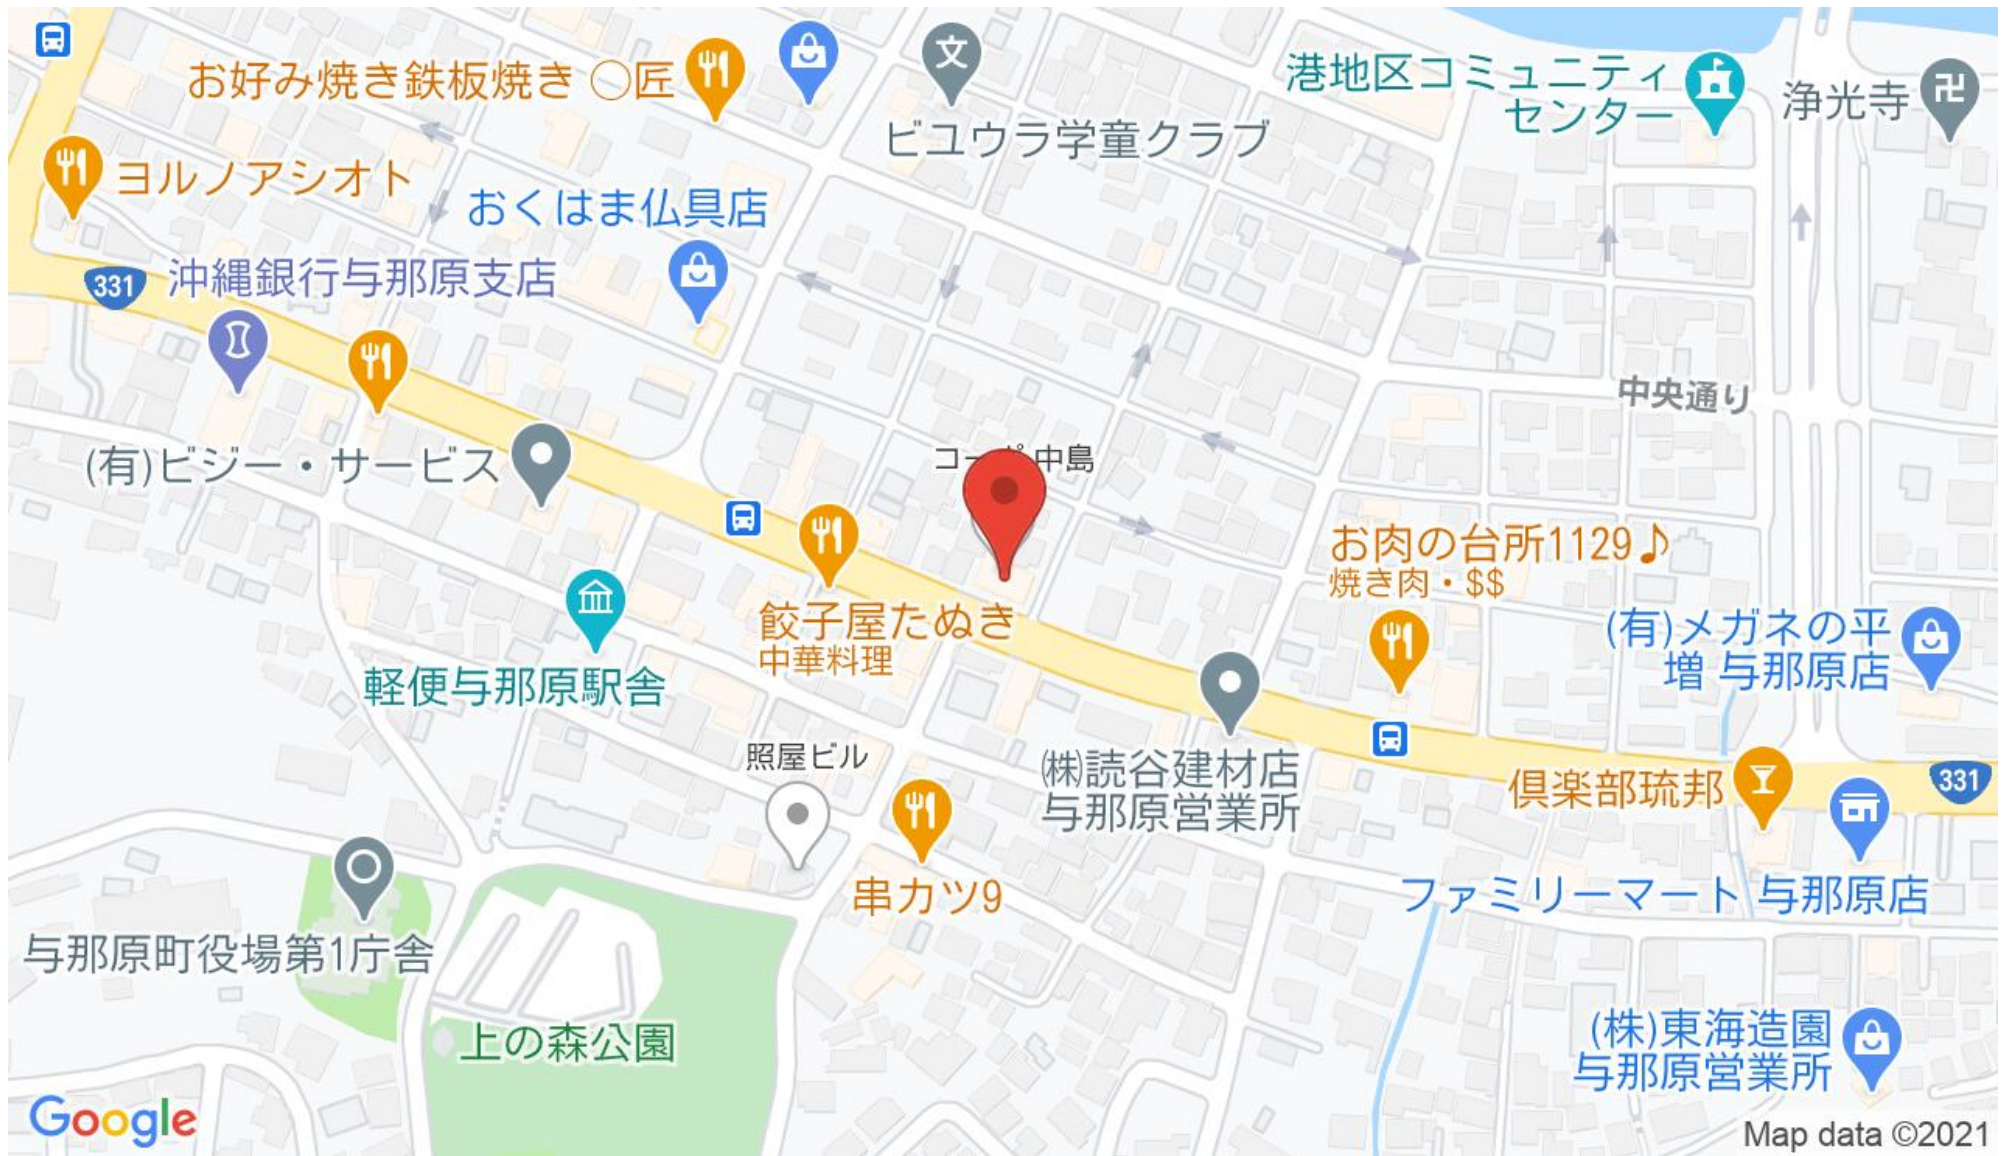 お好み焼き鉄板焼き ○匠
文
ビユウラ学童クラブ
港地区コミュニティ
センター
浄光寺
卍
ヨルノアシオト
おくはま仏具店
331
沖縄銀行与那原支店
中央通り
(有)ビジー・サービス
中島
お肉の台所1129♪
焼き肉・$$
餃子屋たぬき
中華料理
(有)メガネの平
増 与那原店
軽便与那原駅舎
照屋ビル
㈱読谷建材店
与那原営業所
倶楽部琉邦
331
串カツ9
ファミリーマート 与那原店
与那原町役場第1庁舎
上の森公園
(株)東海造園
与那原営業所
Google
Map data ©2021